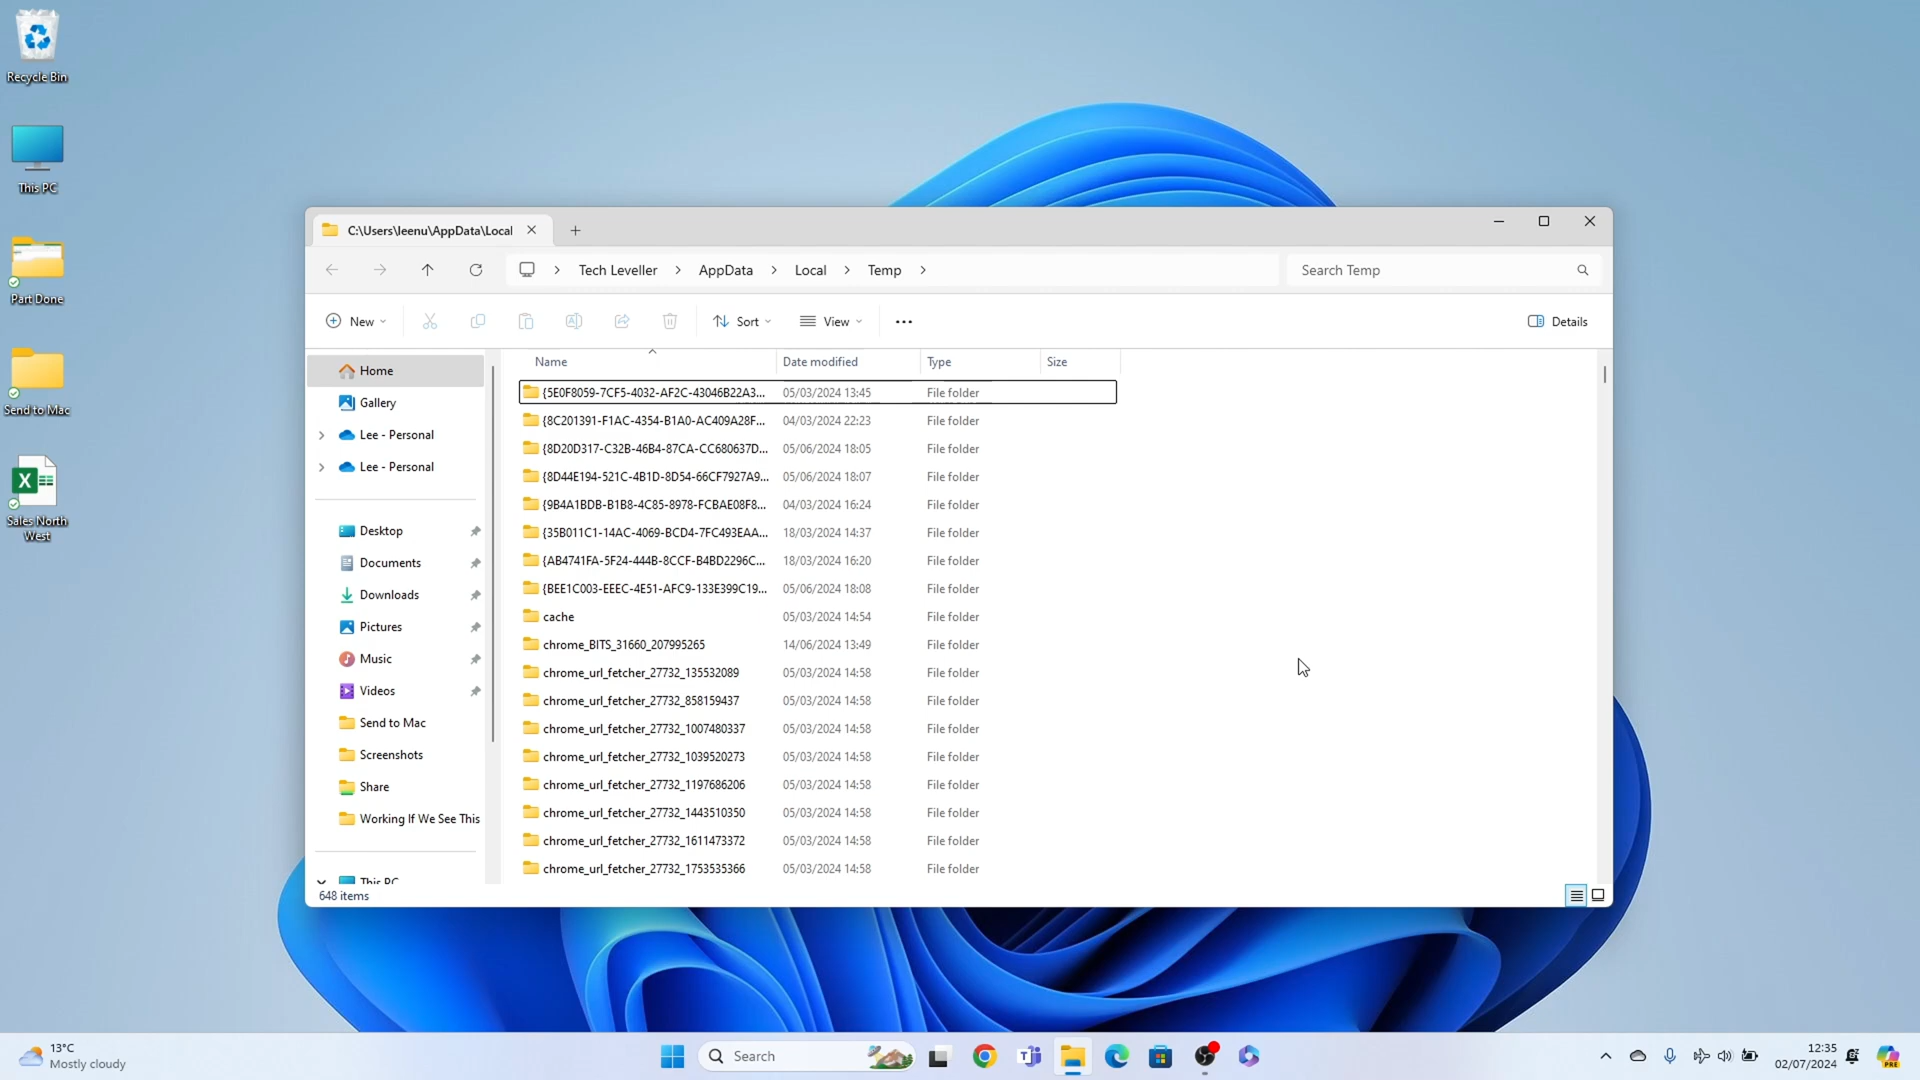 Recycle Bin
This PC
Part Done
Send to Mac
Sales North
West
C:\Users\leenu\AppData\Local
Tech Leveller
AppData
Local
Temp
Search Temp
New
Sort
View
Details
Home
Gallery
Lee - Personal
Lee - Personal
Desktop
Documents
Downloads
Pictures
Music
Videos
Send to Mac
Screenshots
Share
Working If We See This
This PC
Name Date modified Type Size
{5E0F8059-7CF5-4032-AF2C-43046B22A3... 05/03/2024 13:45 File folder
{8C201391-F1AC-4354-B1A0-AC409A28F... 04/03/2024 22:23 File folder
{8D20D317-C32B-46B4-87CA-CC680637D... 05/06/2024 18:05 File folder
{8D44E194-521C-4B1D-8D54-66CF7927A9... 05/06/2024 18:07 File folder
{9B4A1BDB-B1B8-4C85-8978-FCBAE08F8... 04/03/2024 16:24 File folder
{35B011C1-14AC-4069-BCD4-7FC493EAA... 18/03/2024 14:37 File folder
{AB4741FA-5F24-444B-8CCF-B4BD2296C... 18/03/2024 16:20 File folder
{BEE1C003-EEEC-4E51-AFC9-133E399C19... 05/06/2024 18:08 File folder
cache 05/03/2024 14:54 File folder
chrome_BITS_31660_207995265 14/06/2024 13:49 File folder
chrome_url_fetcher_27732_135532089 05/03/2024 14:58 File folder
chrome_url_fetcher_27732_858159437 05/03/2024 14:58 File folder
chrome_url_fetcher_27732_1007480337 05/03/2024 14:58 File folder
chrome_url_fetcher_27732_1039520273 05/03/2024 14:58 File folder
chrome_url_fetcher_27732_1197686206 05/03/2024 14:58 File folder
chrome_url_fetcher_27732_1443510350 05/03/2024 14:58 File folder
chrome_url_fetcher_27732_1611473372 05/03/2024 14:58 File folder
chrome_url_fetcher_27732_1753535366 05/03/2024 14:58 File folder
648 items
13°C
Mostly cloudy
Search
12:35
02/07/2024
PRE